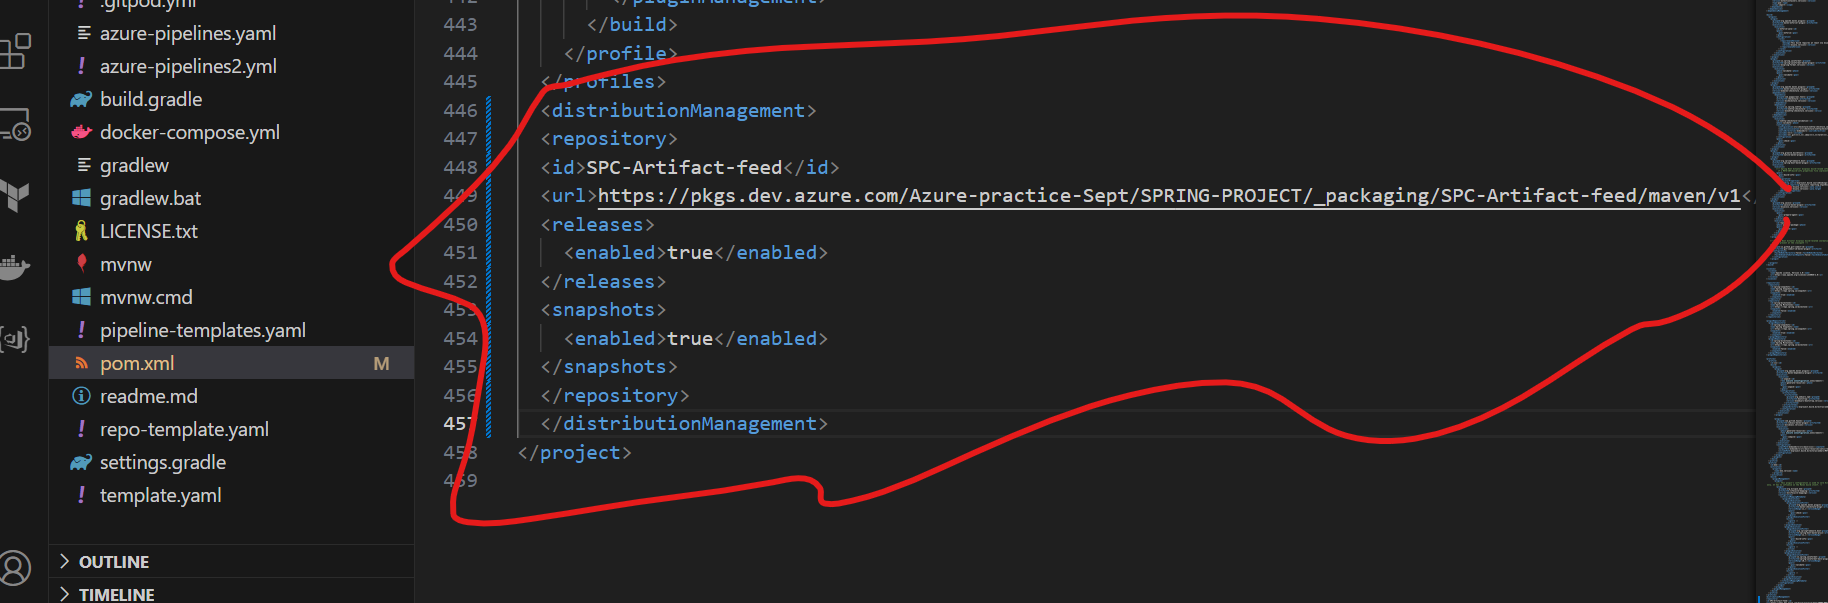 .gitpod.yml
azure-pipelines.yaml
azure-pipelines2.yml
build.gradle
docker-compose.yml
gradlew
gradlew.bat
LICENSE.txt
mvnw
mvnw.cmd
pipeline-templates.yaml
pom.xml M
readme.md
repo-template.yaml
settings.gradle
template.yaml
OUTLINE
TIMELINE
442 </pluginManagement>
443 </build>
444 </profile>
445 </profiles>
446 <distributionManagement>
447 <repository>
448 <id>SPC-Artifact-feed</id>
449 <url>https://pkgs.dev.azure.com/Azure-practice-Sept/SPRING-PROJECT/_packaging/SPC-Artifact-feed/maven/v1</
450 <releases>
451 <enabled>true</enabled>
452 </releases>
453 <snapshots>
454 <enabled>true</enabled>
455 </snapshots>
456 </repository>
457 </distributionManagement>
458 </project>
459